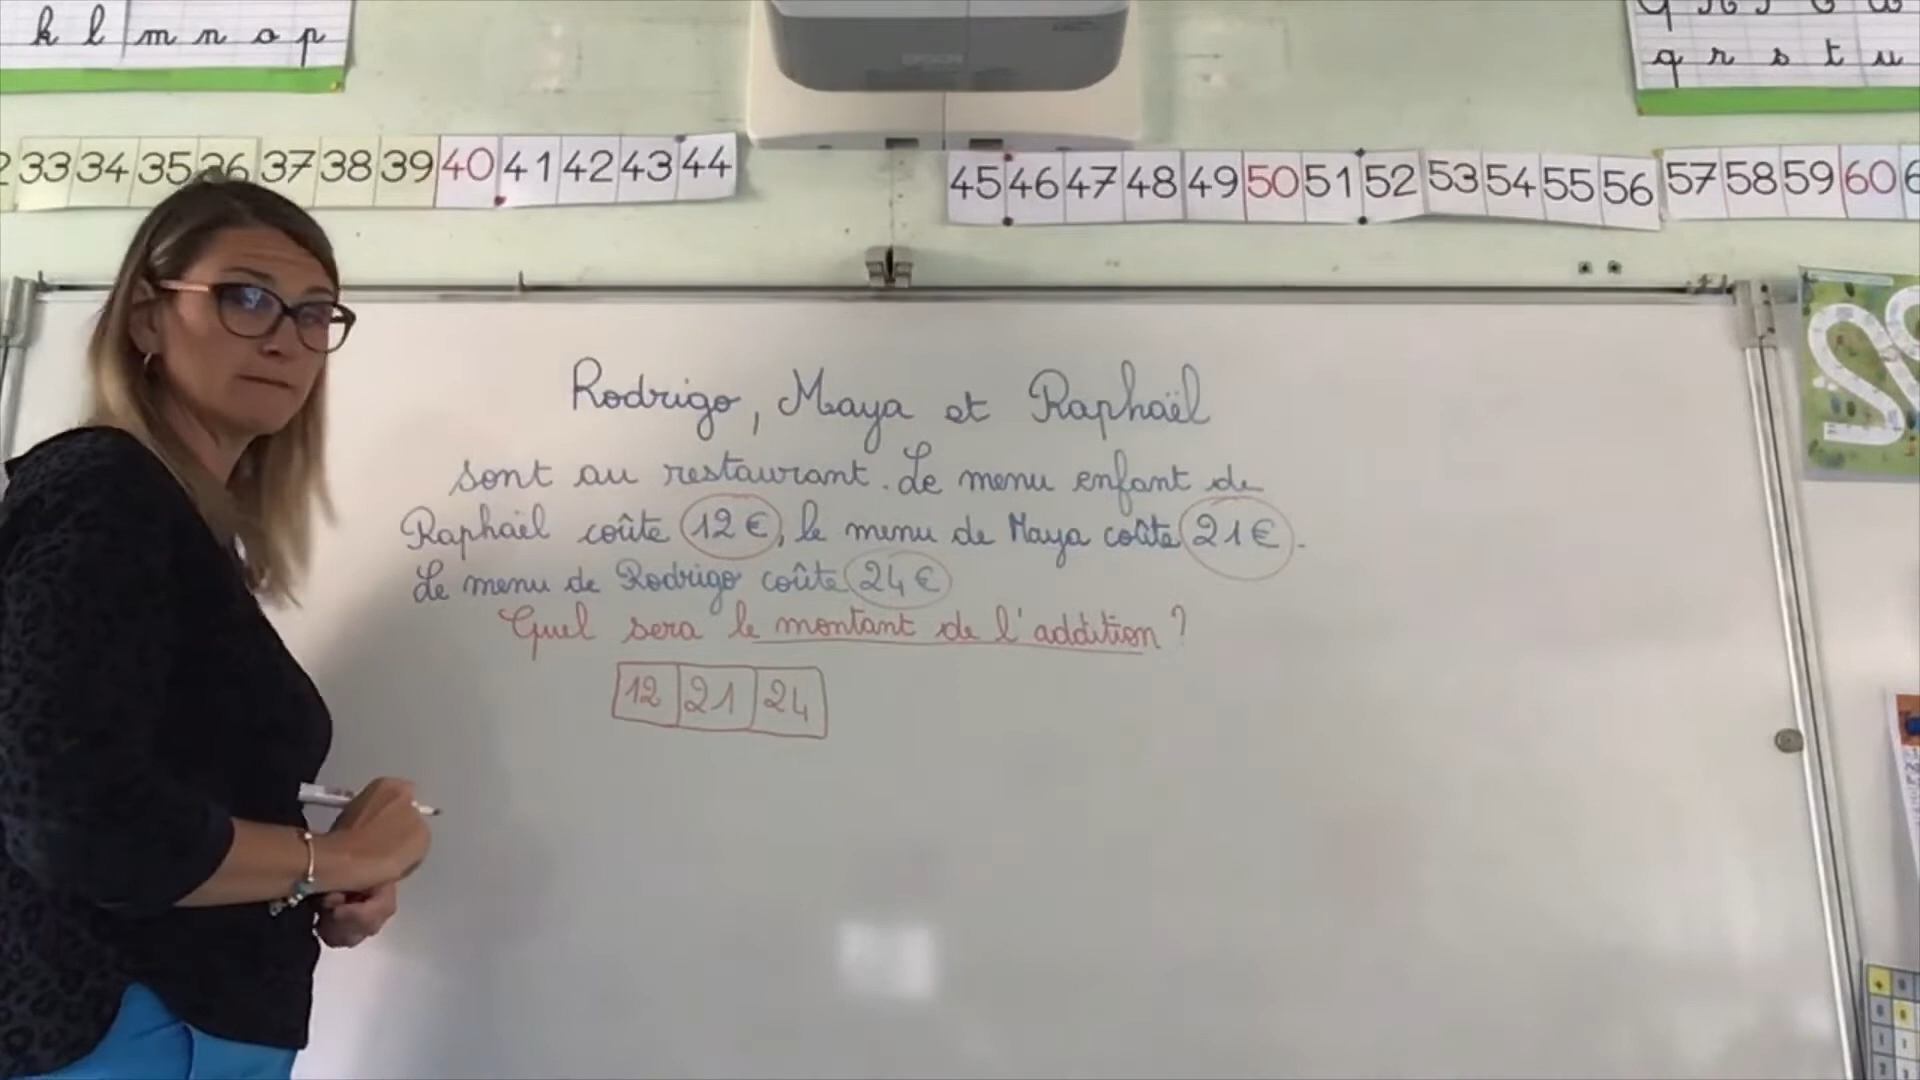 k l m n o p
q r s t u
EPSON
33 34 35 36 37 38 39 40 41 42 43 44
45 46 47 48 49 50 51 52 53 54 55 56 57 58 59 60
Rodrigo, Maya et Raphaël
sont au restaurant. Le menu enfant de
Raphaël coûte 12 €, le menu de Maya coûte 21 €.
Le menu de Rodrigo coûte 24 €
Quel sera le montant de l'addition ?
12 21 24